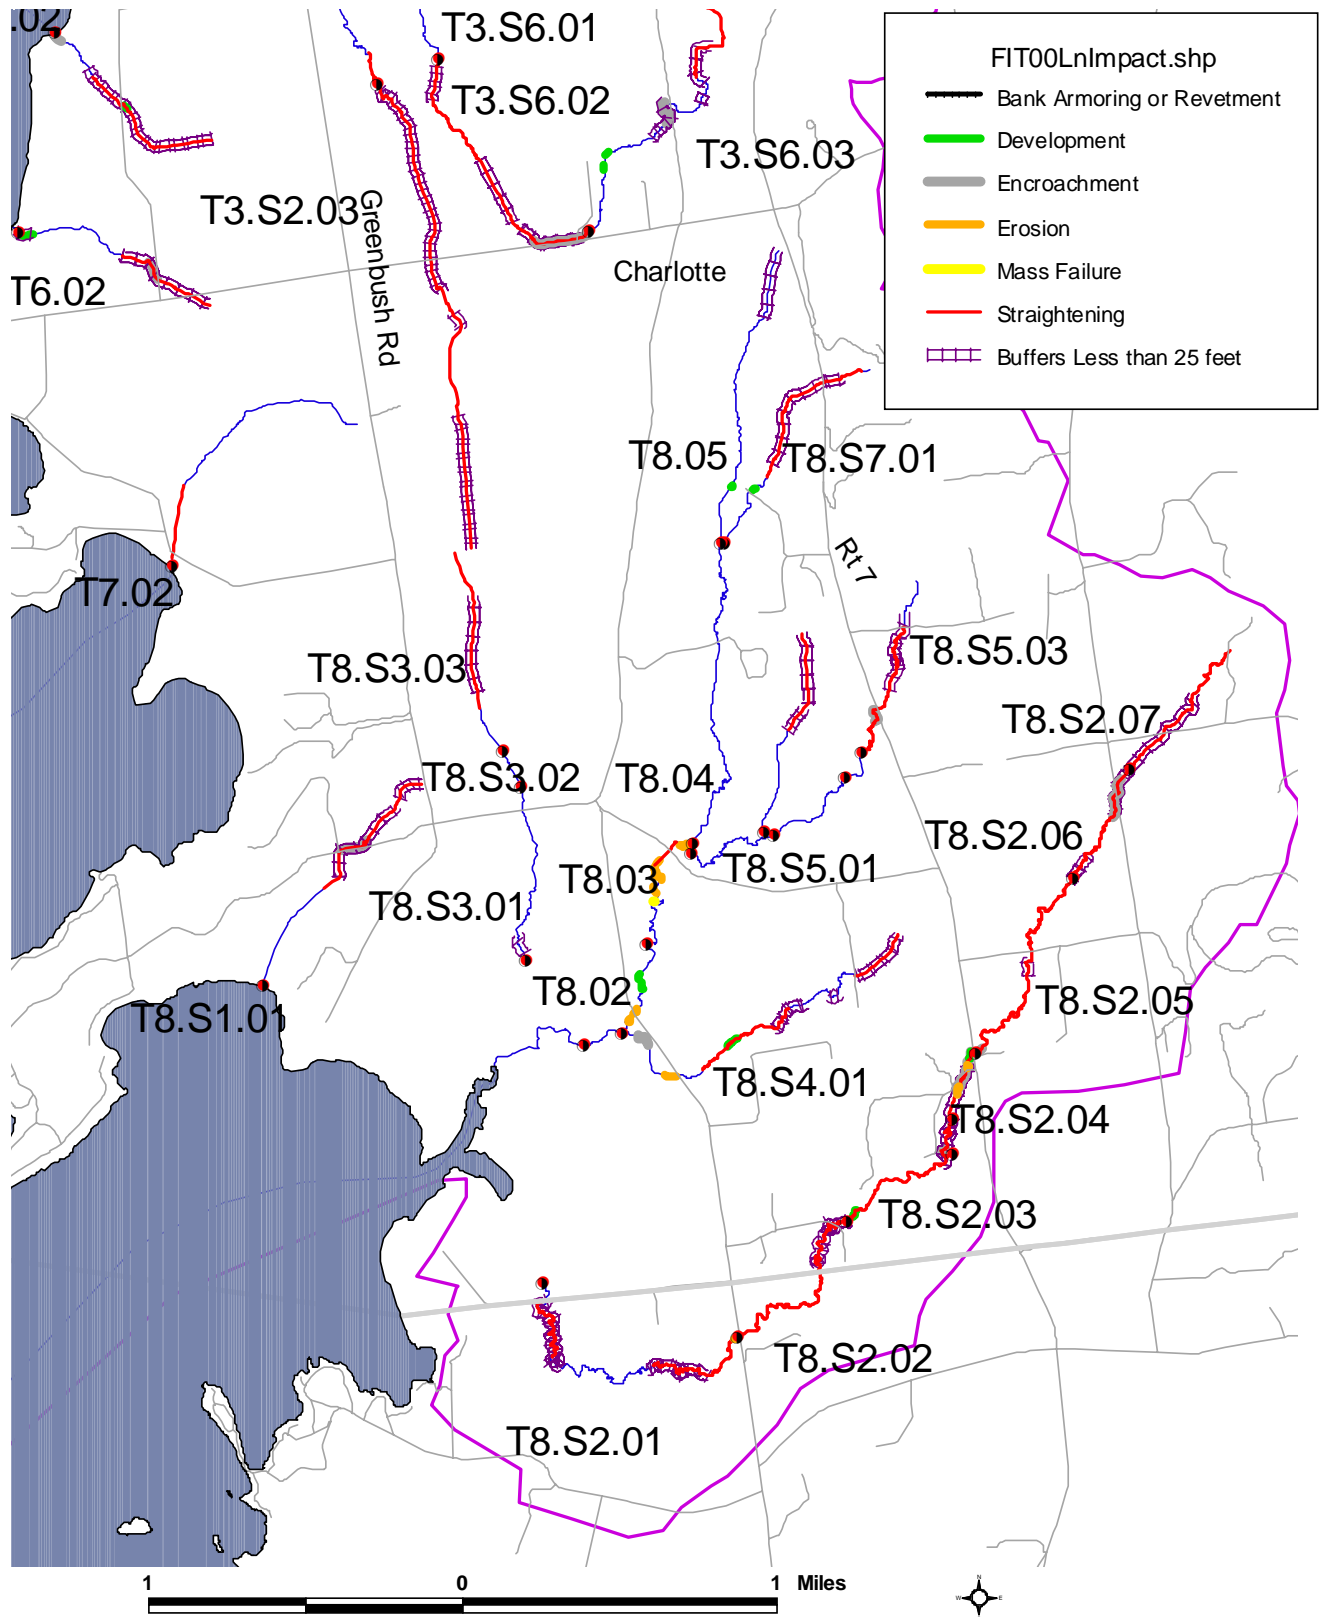 .02
T3.S6.01
FIT00LnImpact.shp
Bank Armoring or Revetment
T3.S6.02
Development
T3.S6.03
Encroachment
T3.S2.03
Greenbush Rd
Erosion
Charlotte
Mass Failure
T6.02
Straightening
Buffers Less than 25 feet
T8.05
T8.S7.01
Rt 7
T7.02
T8.S3.03
T8.S5.03
T8.S2.07
T8.S3.02
T8.04
T8.S2.06
T8.03
T8.S5.01
T8.S3.01
T8.02
T8.S2.05
T8.S1.01
T8.S4.01
T8.S2.04
T8.S2.03
T8.S2.02
T8.S2.01
1 0 1 Miles
N
W E
S